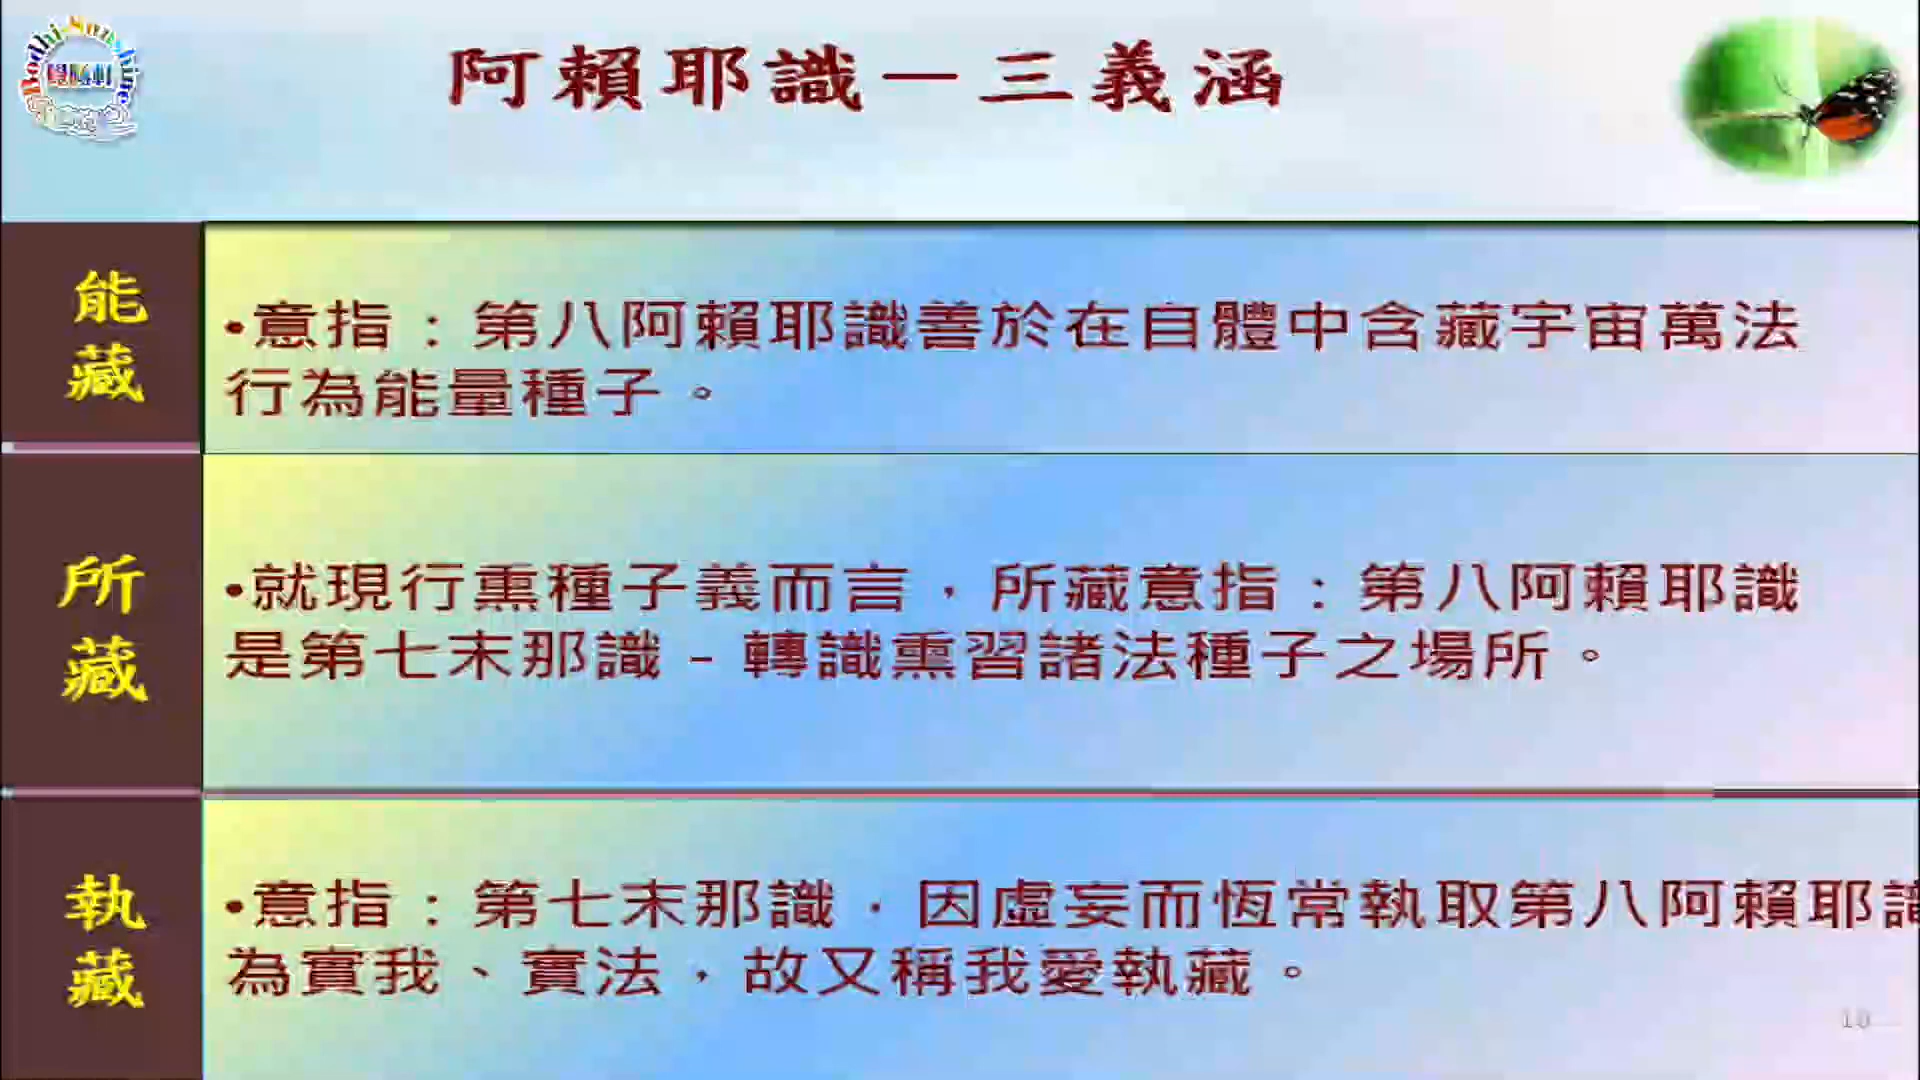 Bodhi Sunshine
阿賴耶識－三義涵
能藏
•意指：第八阿賴耶識善於在自體中含藏宇宙萬法
行為能量種子。
所藏
•就現行熏種子義而言，所藏意指：第八阿賴耶識
是第七末那識－轉識熏習諸法種子之場所。
執藏
•意指：第七末那識，因虛妄而恆常執取第八阿賴耶識
為實我、實法，故又稱我愛執藏。
10